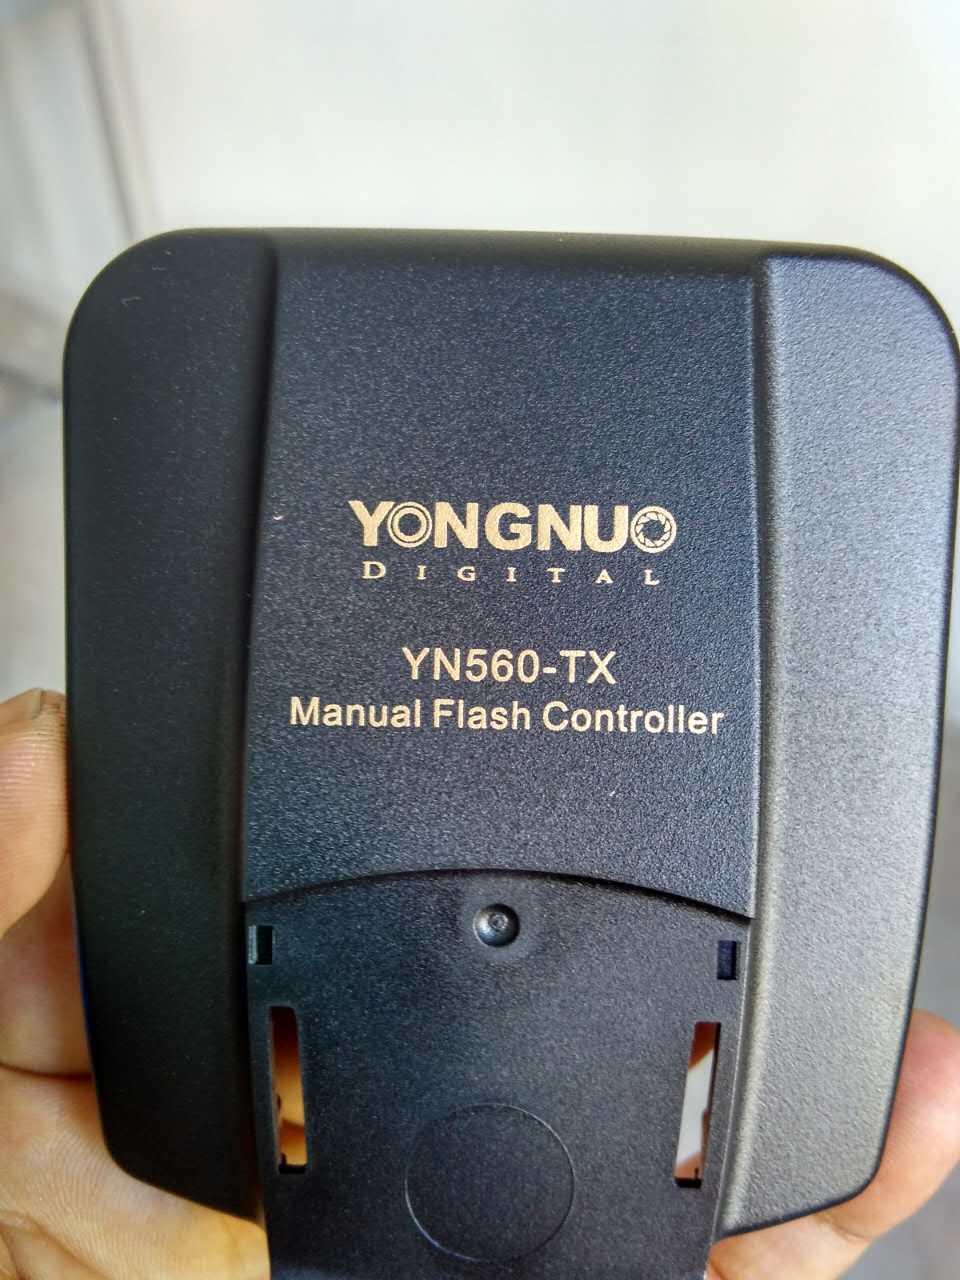 YONGNUO
DIGITAL
YN560-TX
Manual Flash Controller